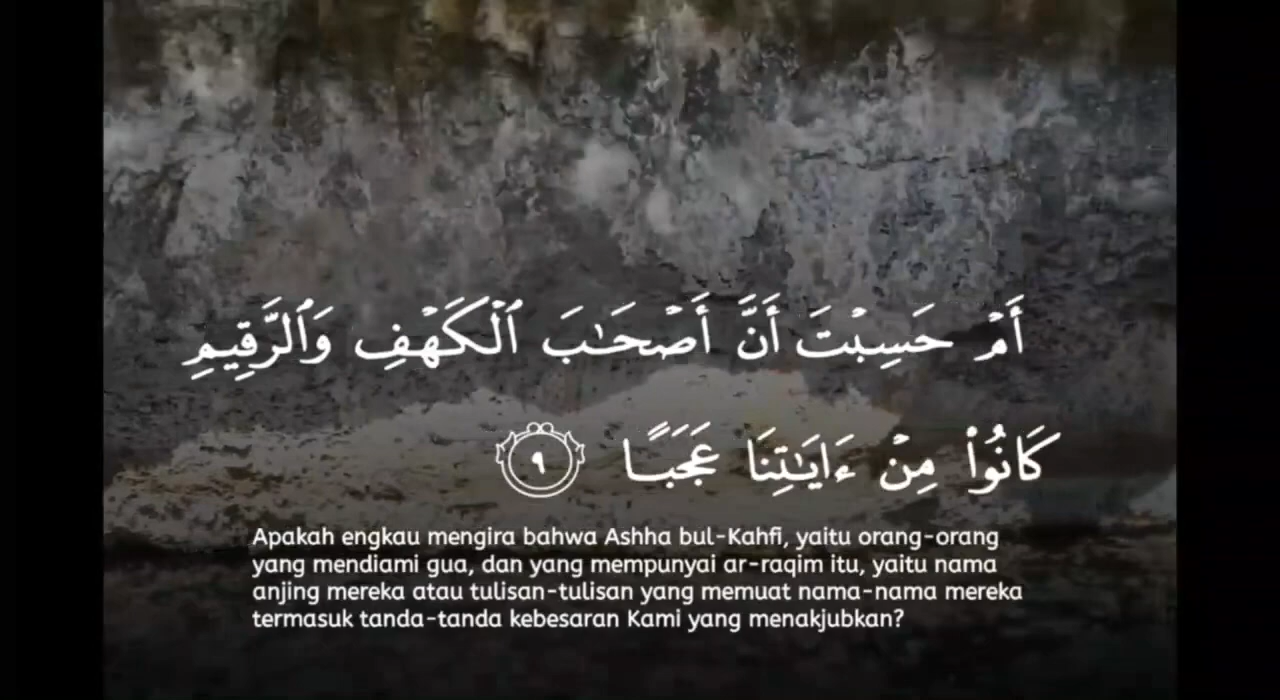 أَمۡ حَسِبۡتَ أَنَّ أَصۡحَٰبَ ٱلۡكَهۡفِ وَٱلرَّقِيمِ
كَانُواْ مِنۡ ءَايَٰتِنَا عَجَبًا ٩
Apakah engkau mengira bahwa Ashha bul-Kahfi, yaitu orang-orang
yang mendiami gua, dan yang mempunyai ar-raqim itu, yaitu nama
anjing mereka atau tulisan-tulisan yang memuat nama-nama mereka
termasuk tanda-tanda kebesaran Kami yang menakjubkan?